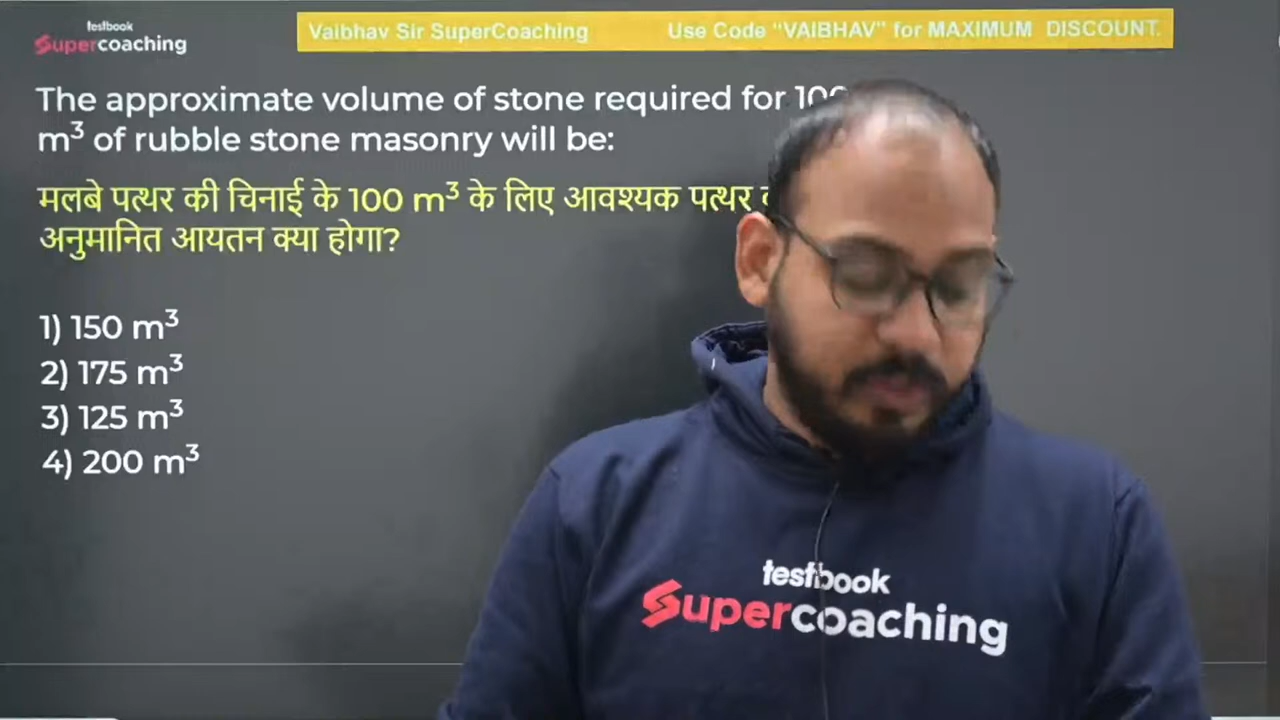 testbook
Supercoaching
Vaibhav Sir SuperCoaching Use Code "VAIBHAV" for MAXIMUM DISCOUNT.
The approximate volume of stone required for
m³ of rubble stone masonry will be:
मलबे पत्थर की चिनाई के 100 m³ के लिए आवश्यक पत्थर
अनुमानित आयतन क्या होगा?
1) 150 m³
2) 175 m³
3) 125 m³
4) 200 m³
testbook
Supercoaching